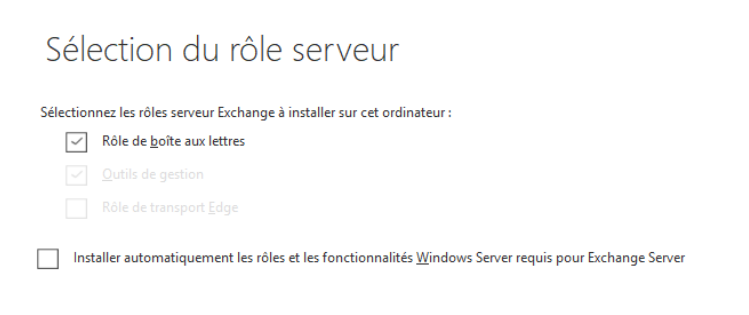 Sélection du rôle serveur
Sélectionnez les rôles serveur Exchange à installer sur cet ordinateur :
Rôle de boîte aux lettres
Outils de gestion
Rôle de transport Edge
Installer automatiquement les rôles et les fonctionnalités Windows Server requis pour Exchange Server